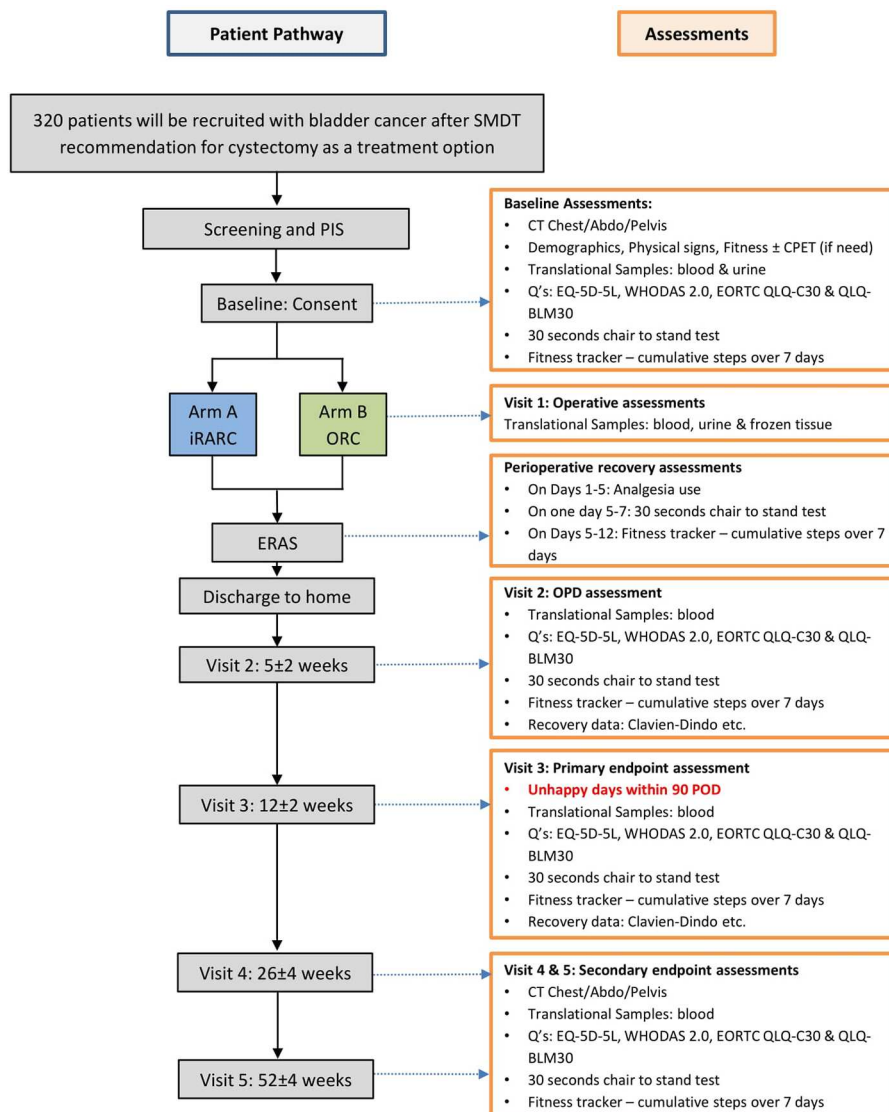 Patient Pathway
Assessments
320 patients will be recruited with bladder cancer after SMDT
recommendation for cystectomy as a treatment option
Screening and PIS
Baseline: Consent
Baseline Assessments:
• CT Chest/Abdo/Pelvis
• Demographics, Physical signs, Fitness ± CPET (if need)
• Translational Samples: blood & urine
• Q's: EQ-5D-5L, WHODAS 2.0, EORTC QLQ-C30 & QLQ-
BLM30
• 30 seconds chair to stand test
• Fitness tracker – cumulative steps over 7 days
Arm A
iRARC
Arm B
ORC
Visit 1: Operative assessments
Translational Samples: blood, urine & frozen tissue
ERAS
Perioperative recovery assessments
• On Days 1-5: Analgesia use
• On one day 5-7: 30 seconds chair to stand test
• On Days 5-12: Fitness tracker – cumulative steps over 7
days
Discharge to home
Visit 2: 5±2 weeks
Visit 2: OPD assessment
• Translational Samples: blood
• Q's: EQ-5D-5L, WHODAS 2.0, EORTC QLQ-C30 & QLQ-
BLM30
• 30 seconds chair to stand test
• Fitness tracker – cumulative steps over 7 days
• Recovery data: Clavien-Dindo etc.
Visit 3: 12±2 weeks
Visit 3: Primary endpoint assessment
• Unhappy days within 90 POD
• Translational Samples: blood
• Q's: EQ-5D-5L, WHODAS 2.0, EORTC QLQ-C30 & QLQ-
BLM30
• 30 seconds chair to stand test
• Fitness tracker – cumulative steps over 7 days
• Recovery data: Clavien-Dindo etc.
Visit 4: 26±4 weeks
Visit 5: 52±4 weeks
Visit 4 & 5: Secondary endpoint assessments
• CT Chest/Abdo/Pelvis
• Translational Samples: blood
• Q's: EQ-5D-5L, WHODAS 2.0, EORTC QLQ-C30 & QLQ-
BLM30
• 30 seconds chair to stand test
• Fitness tracker – cumulative steps over 7 days